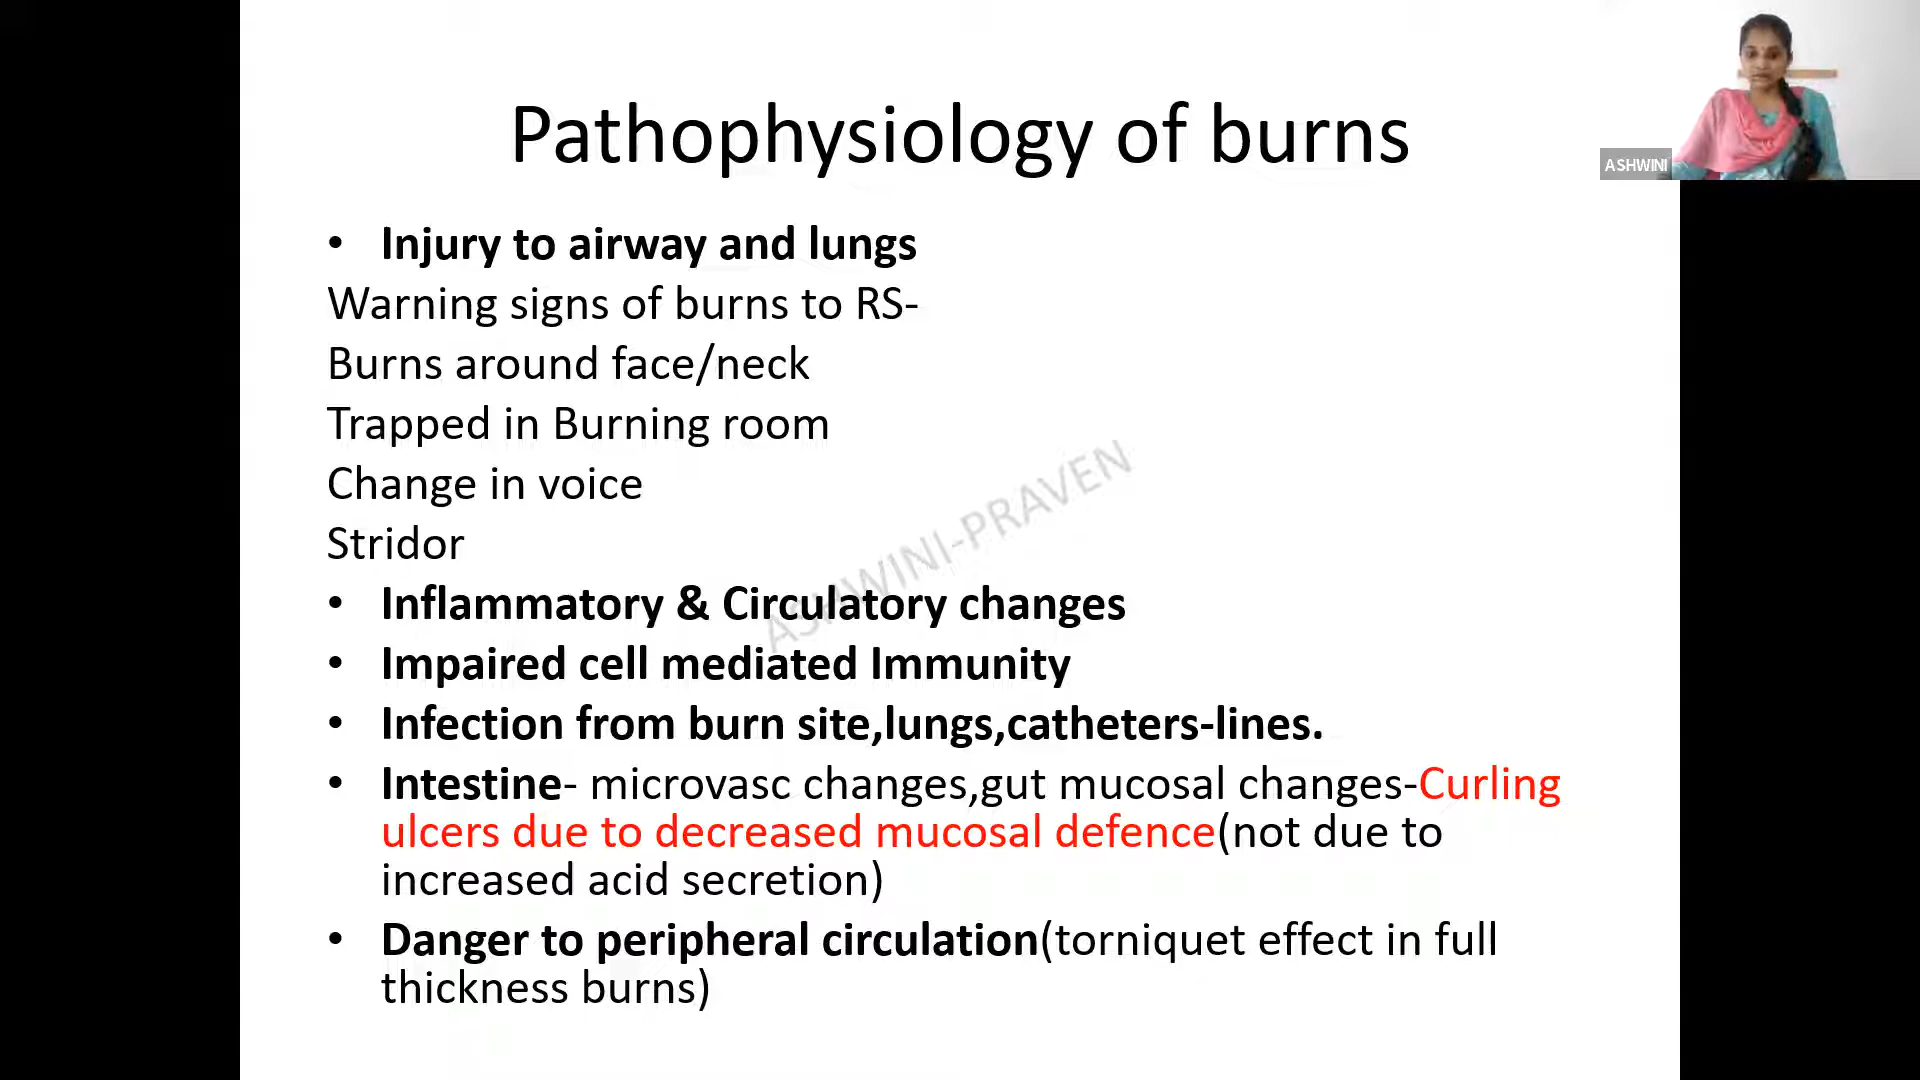 Pathophysiology of burns
ASHWINI
• Injury to airway and lungs
Warning signs of burns to RS-
Burns around face/neck
Trapped in Burning room
Change in voice
Stridor
ASHWINI-PRAVEN
• Inflammatory & Circulatory changes
• Impaired cell mediated Immunity
• Infection from burn site,lungs,catheters-lines.
• Intestine- microvasc changes,gut mucosal changes-Curling
ulcers due to decreased mucosal defence(not due to
increased acid secretion)
• Danger to peripheral circulation(torniquet effect in full
thickness burns)